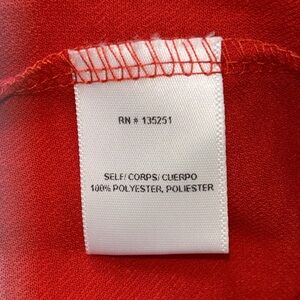 RN # 135251
SELF/ CORPS/ CUERPO
100% POLYESTER, POLIESTER